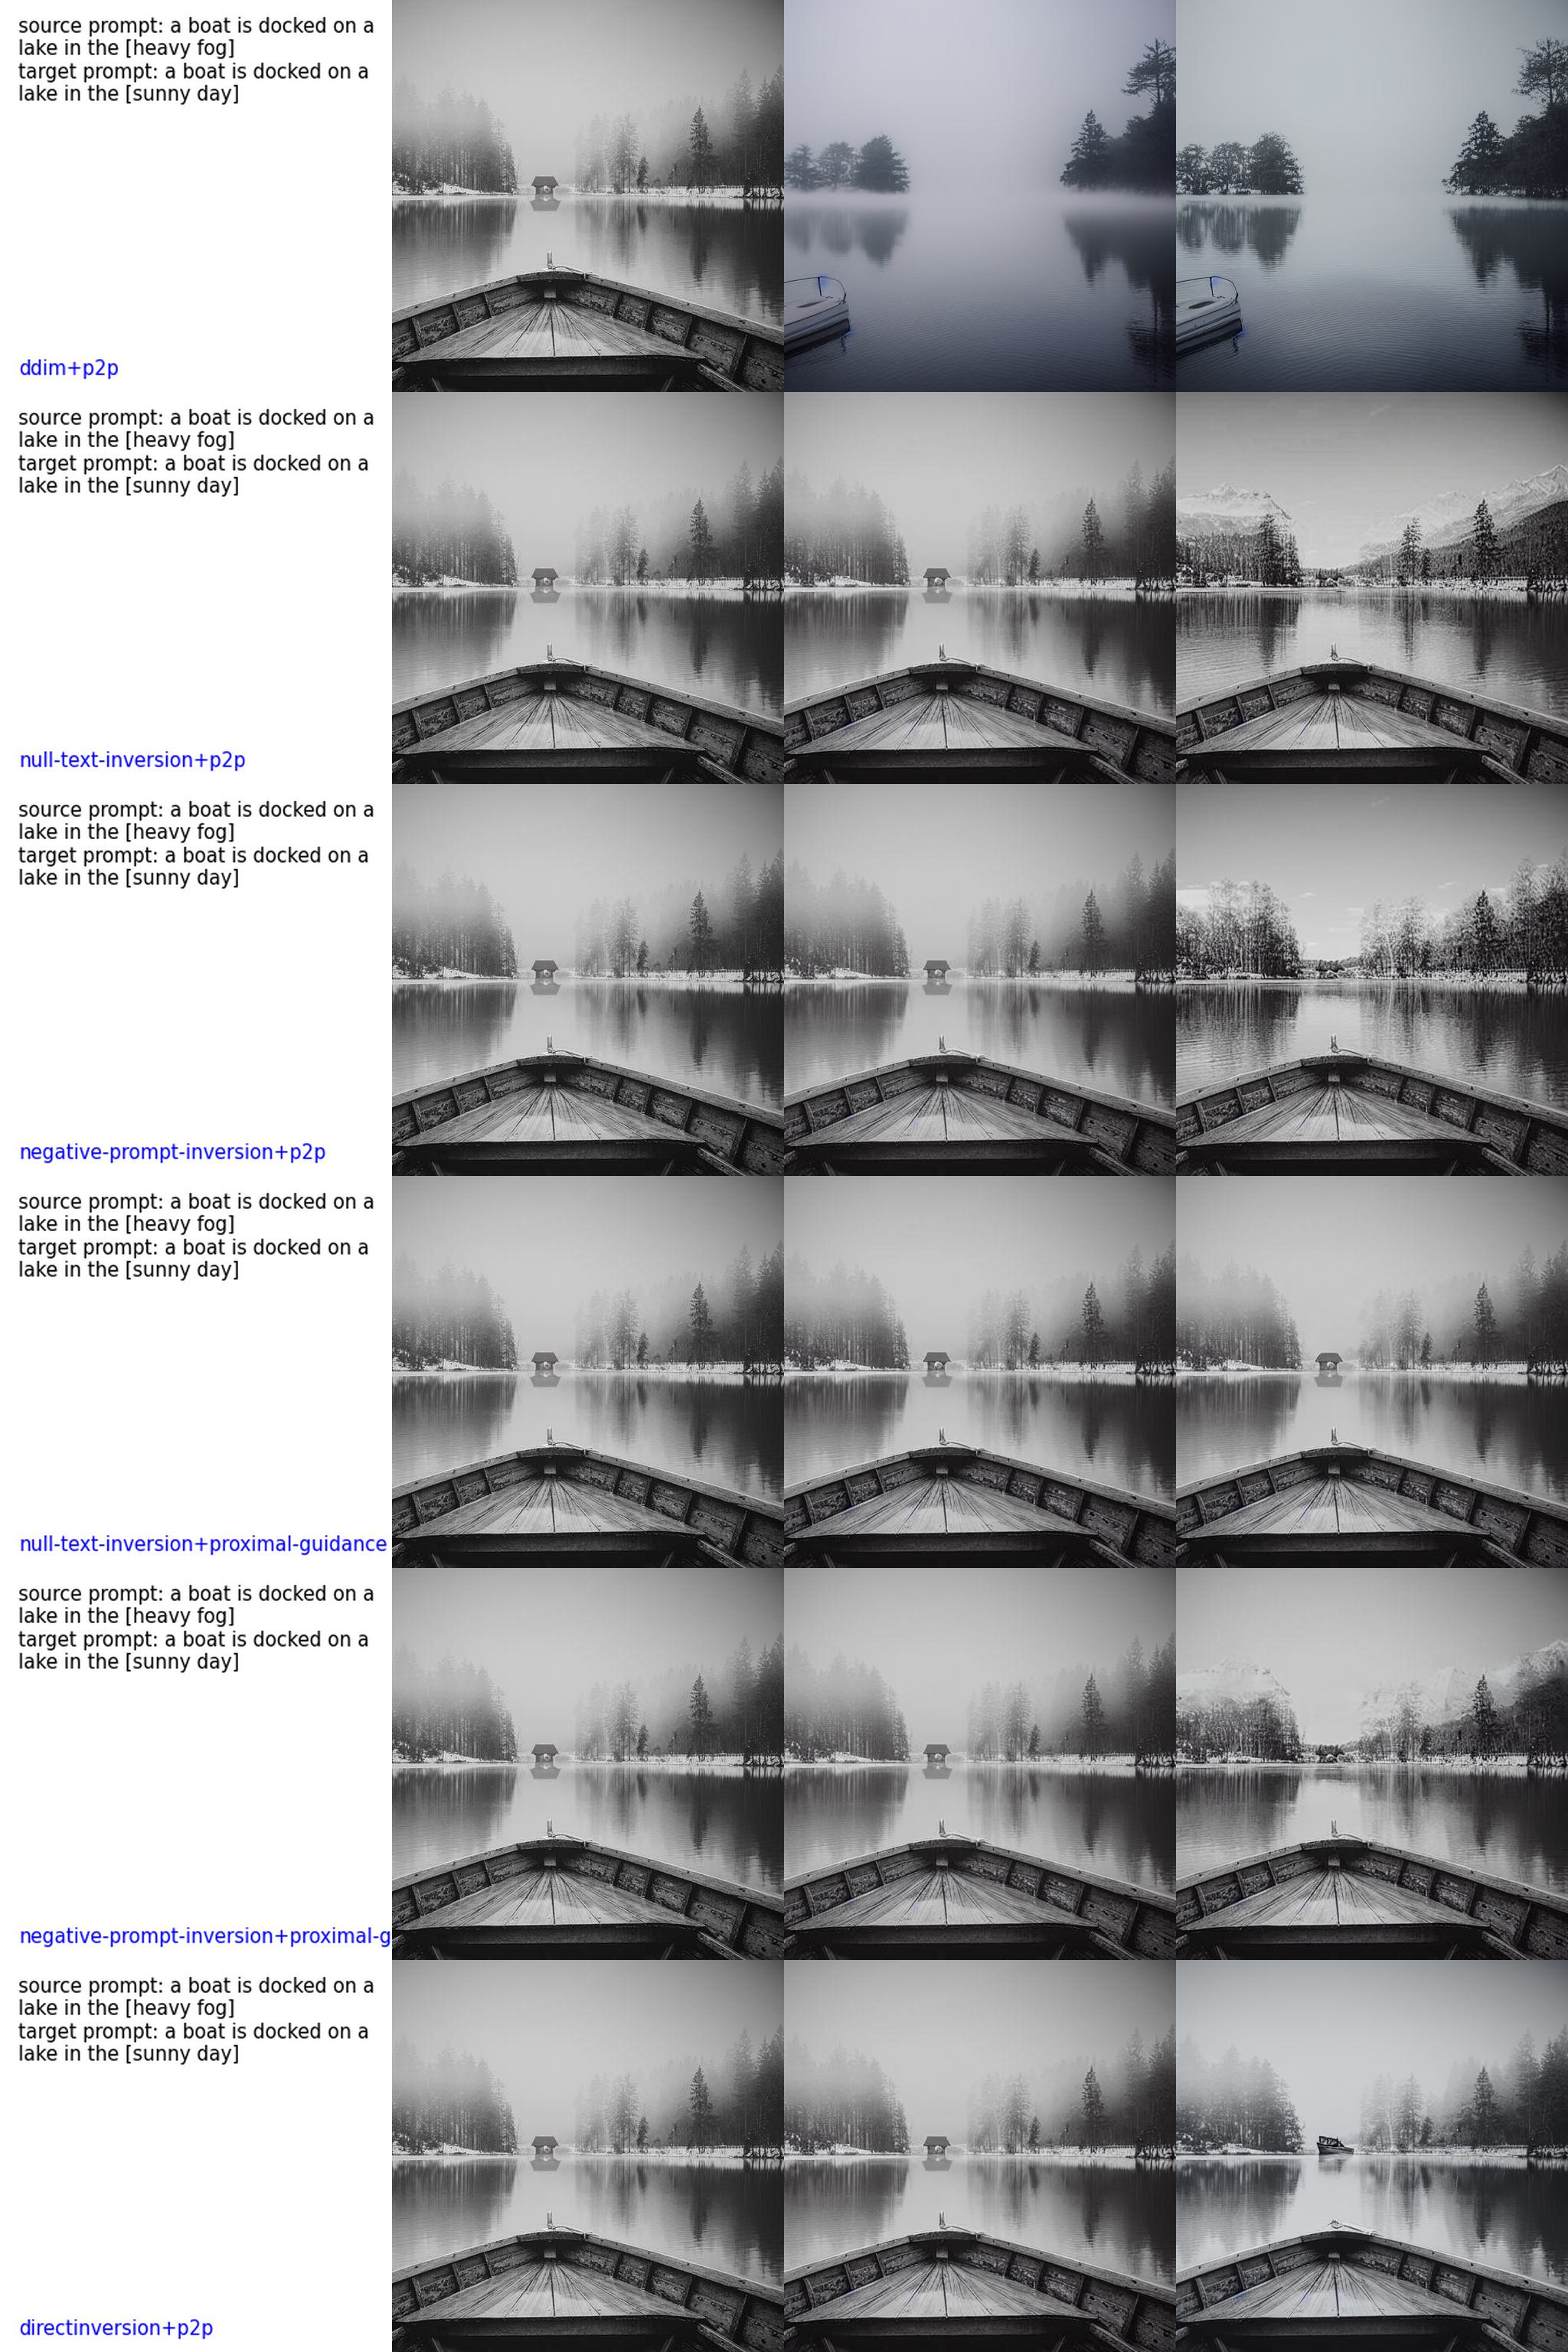 source prompt: a boat is docked on a
lake in the [heavy fog]
target prompt: a boat is docked on a
lake in the [sunny day]
ddim+p2p
source prompt: a boat is docked on a
lake in the [heavy fog]
target prompt: a boat is docked on a
lake in the [sunny day]
null-text-inversion+p2p
source prompt: a boat is docked on a
lake in the [heavy fog]
target prompt: a boat is docked on a
lake in the [sunny day]
negative-prompt-inversion+p2p
source prompt: a boat is docked on a
lake in the [heavy fog]
target prompt: a boat is docked on a
lake in the [sunny day]
null-text-inversion+proximal-guidance
source prompt: a boat is docked on a
lake in the [heavy fog]
target prompt: a boat is docked on a
lake in the [sunny day]
negative-prompt-inversion+proximal-g
source prompt: a boat is docked on a
lake in the [heavy fog]
target prompt: a boat is docked on a
lake in the [sunny day]
directinversion+p2p